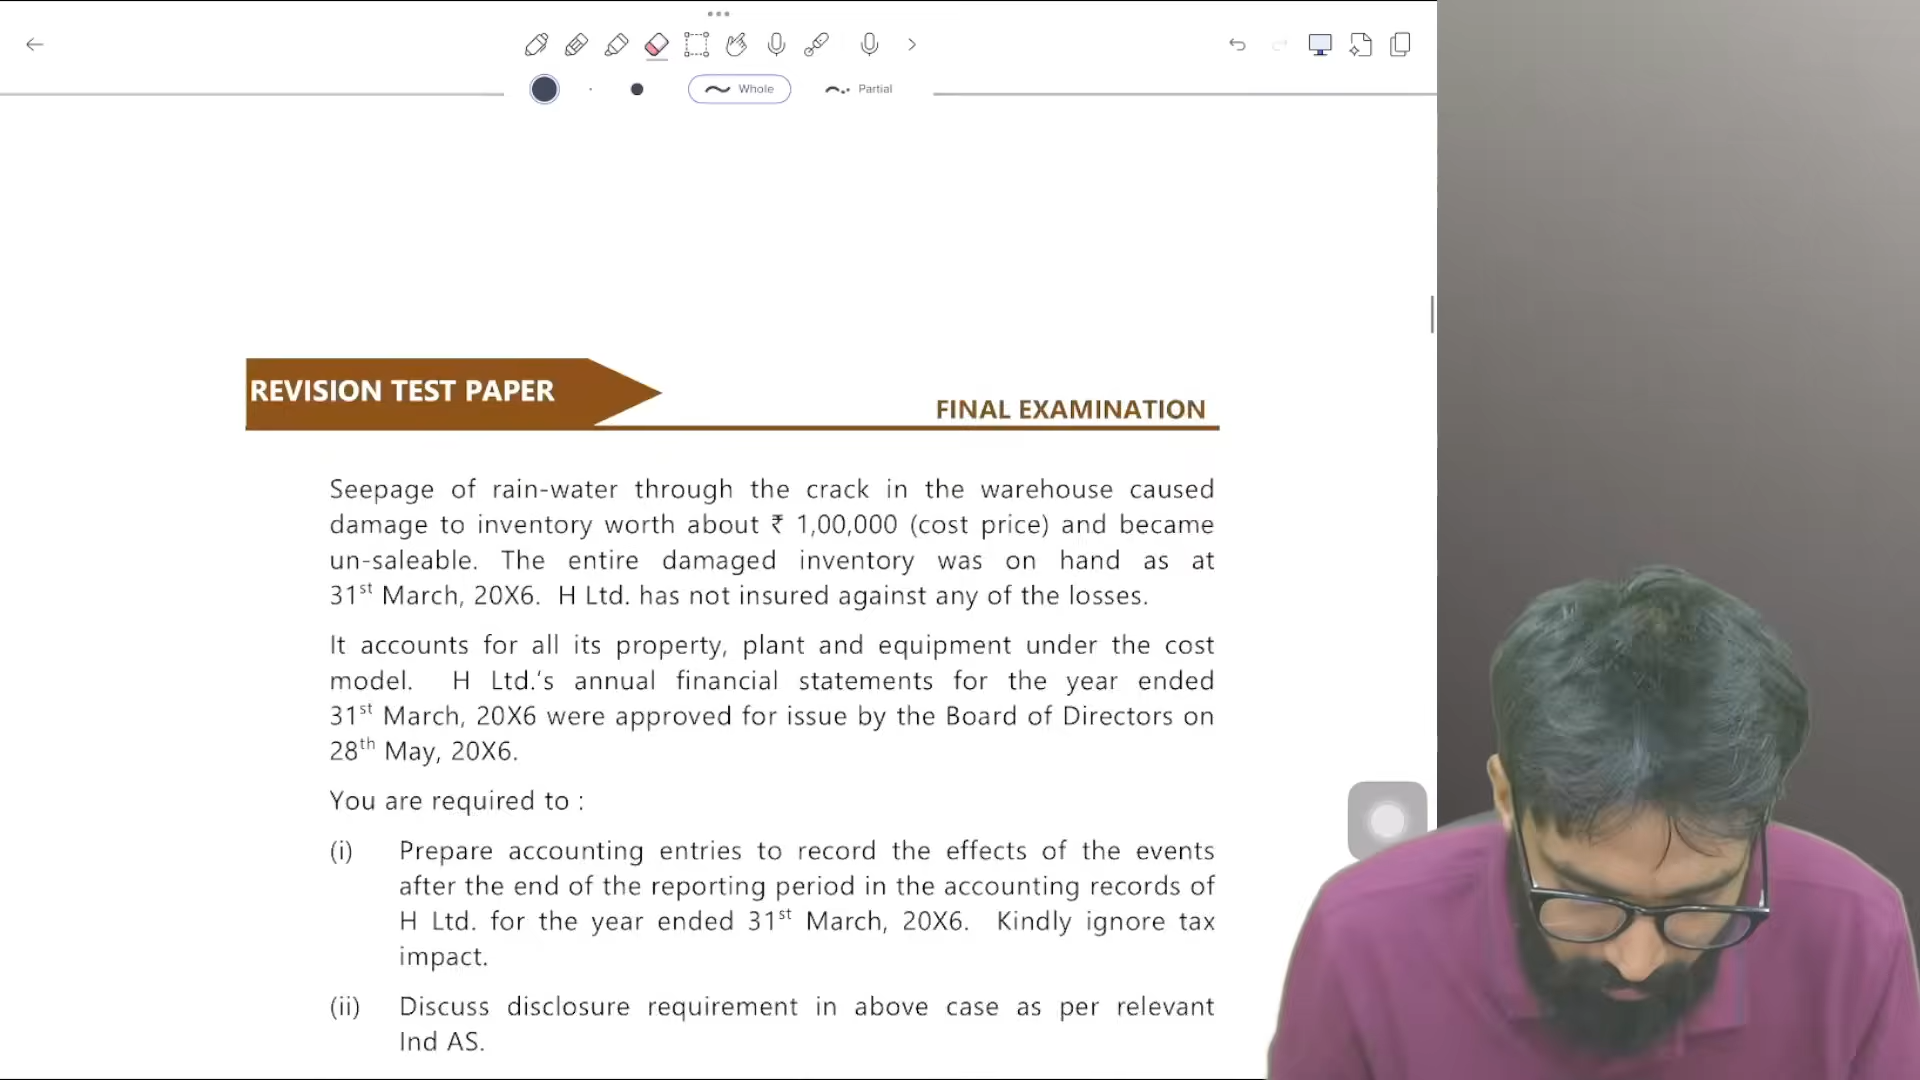 Whole
Partial
REVISION TEST PAPER
FINAL EXAMINATION
Seepage of rain-water through the crack in the warehouse caused
damage to inventory worth about ₹ 1,00,000 (cost price) and became
un-saleable. The entire damaged inventory was on hand as at
31st March, 20X6. H Ltd. has not insured against any of the losses.
It accounts for all its property, plant and equipment under the cost
model. H Ltd.'s annual financial statements for the year ended
31st March, 20X6 were approved for issue by the Board of Directors on
28th May, 20X6.
You are required to :
(i) Prepare accounting entries to record the effects of the events
after the end of the reporting period in the accounting records of
H Ltd. for the year ended 31st March, 20X6. Kindly ignore tax
impact.
(ii) Discuss disclosure requirement in above case as per relevant
Ind AS.